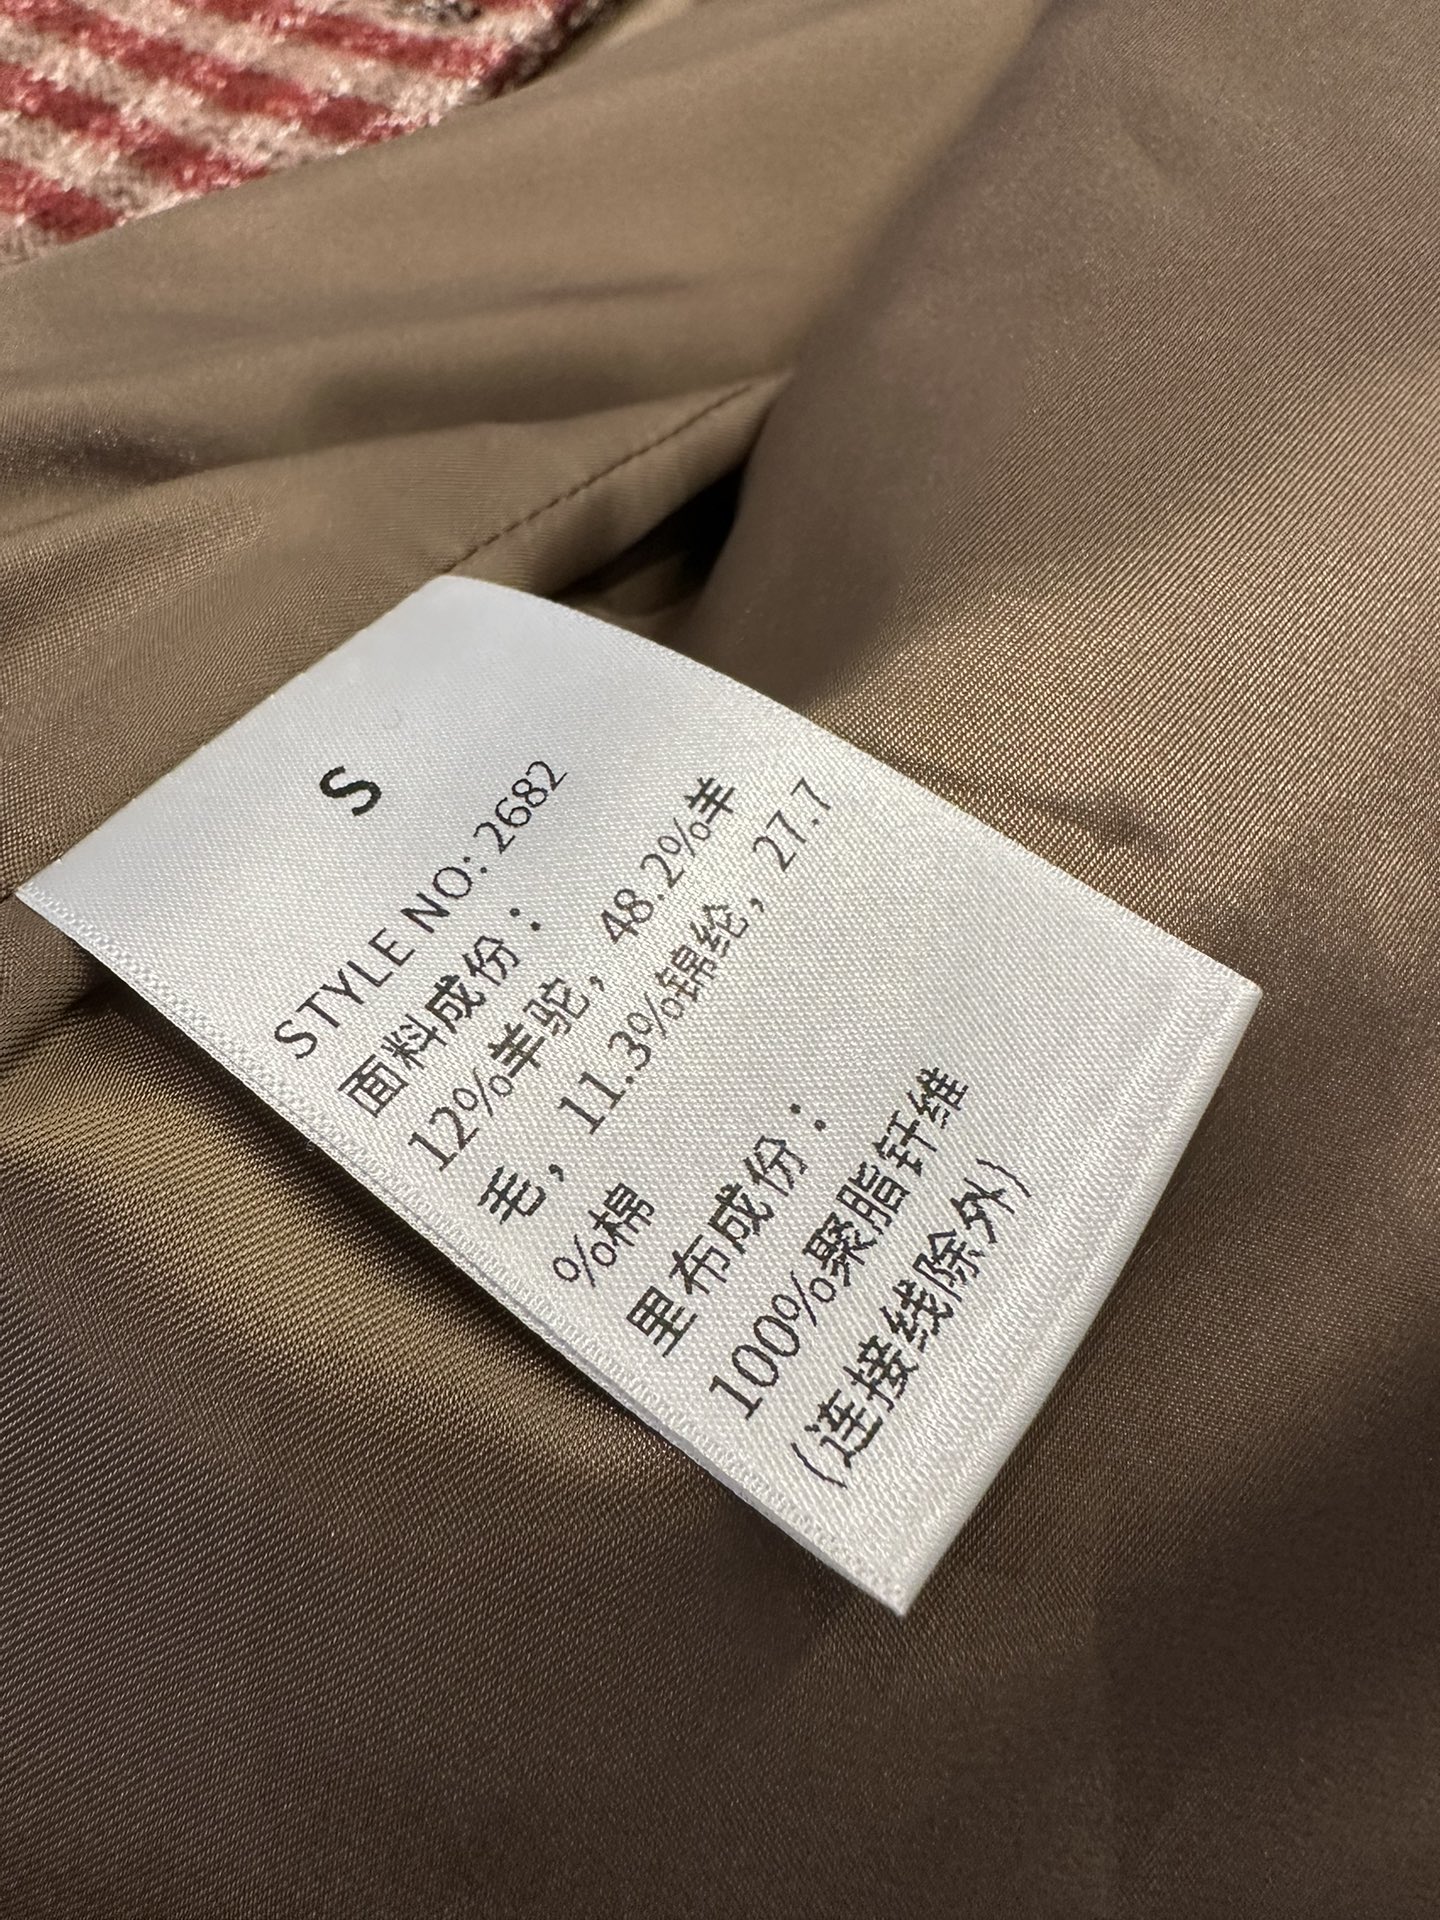 S
STYLE NO: 2682
面料成份：
12%羊驼，48.2%羊
毛，11.3%锦纶，27.7
%棉
里布成份：
100%聚脂钎维
(连接线除外)